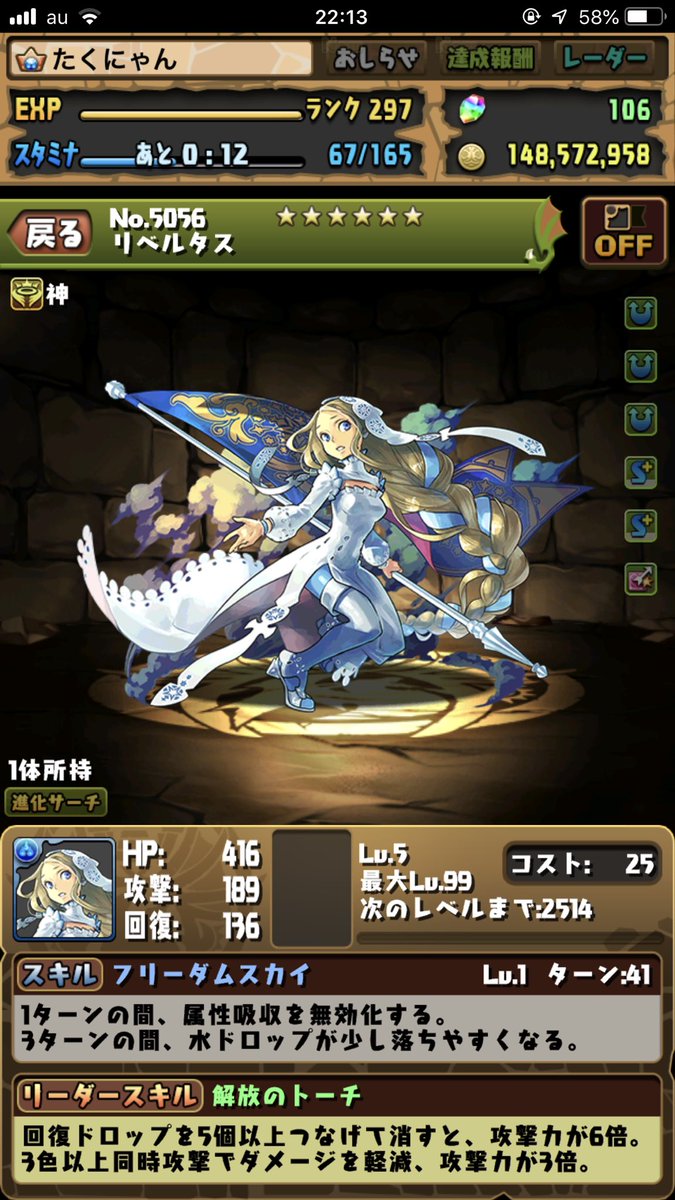 au 22:13 58%
たくにゃん おしらせ 達成報酬 レーダー
EXP ランク 297 106
スタミナ あと 0:12 67/165 148,572,958
戻る No.5056 ★★★★★★ OFF
リベルタス
神
1体所持
進化サーチ
HP: 416 Lv.5 コスト: 25
攻撃: 189 最大Lv.99
回復: 136 次のレベルまで:2514
スキル フリーダムスカイ Lv.1 ターン:41
1ターンの間、属性吸収を無効化する。
3ターンの間、水ドロップが少し落ちやすくなる。
リーダースキル 解放のトーチ
回復ドロップを5個以上つなげて消すと、攻撃力が6倍。
3色以上同時攻撃でダメージを軽減、攻撃力が3倍。